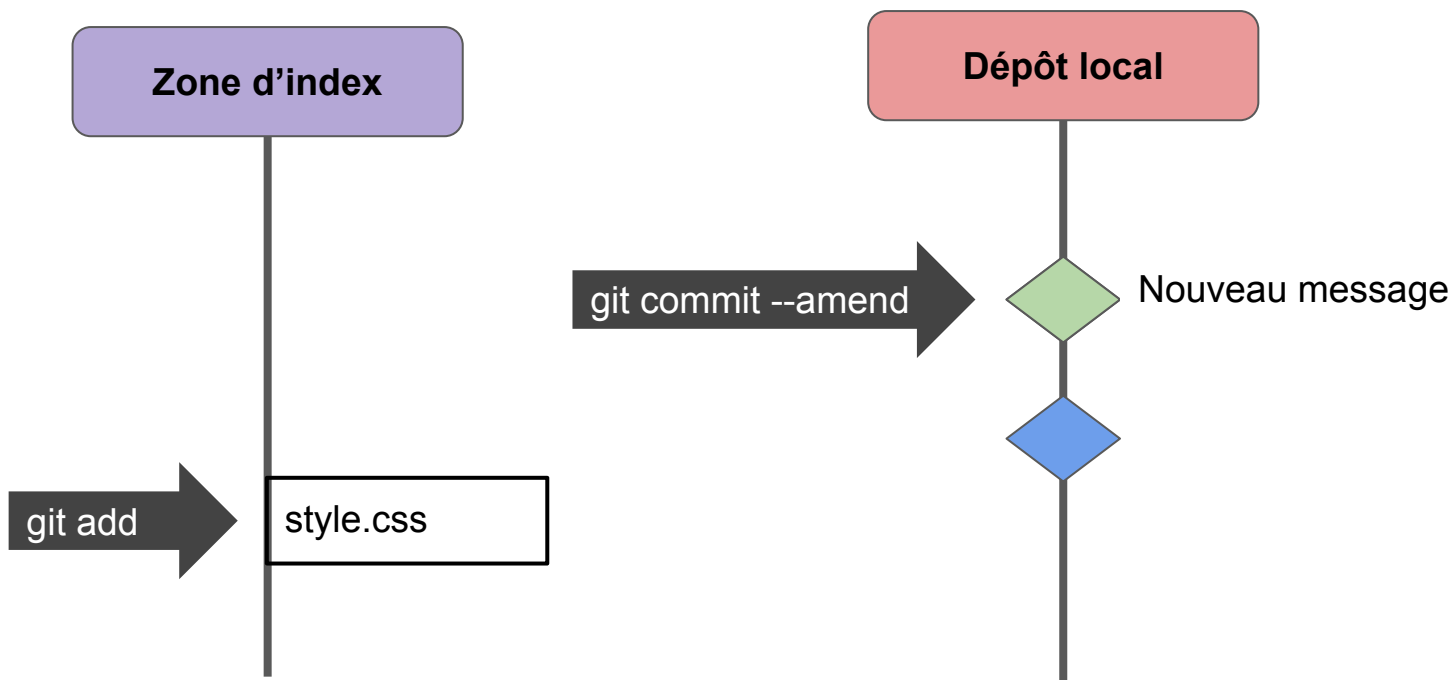 Zone d’index
Dépôt local
git commit --amend
Nouveau message
git add
style.css